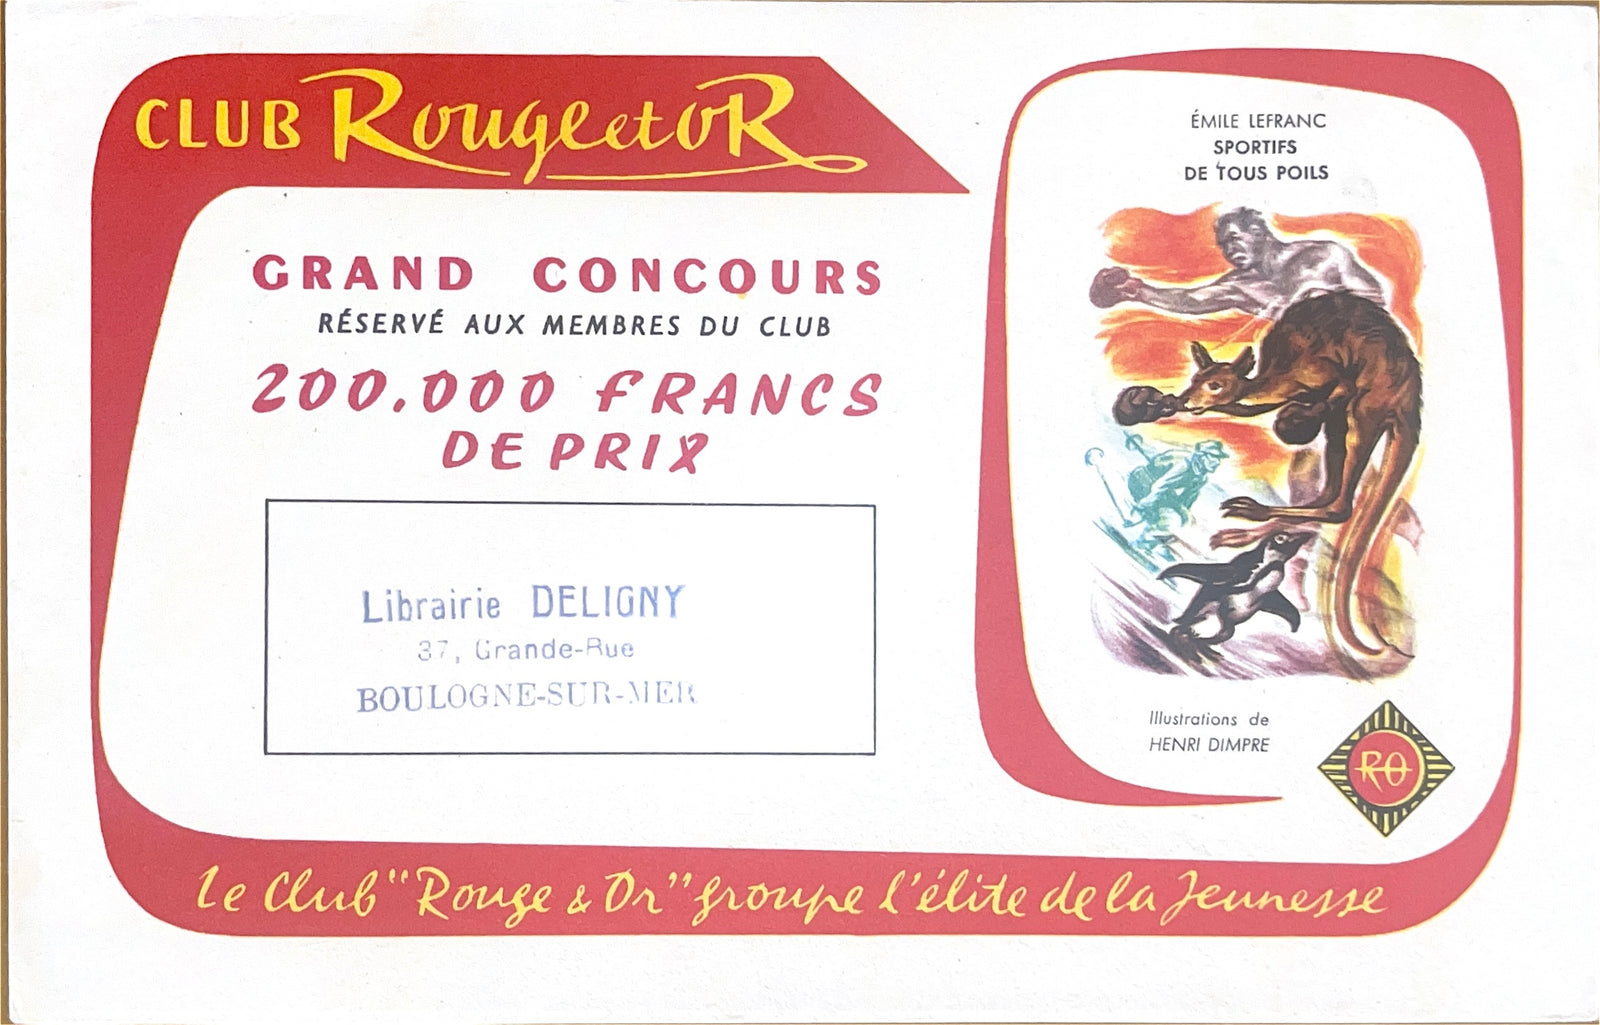 CLUB Rouge et oR
GRAND CONCOURS
RÉSERVÉ AUX MEMBRES DU CLUB
200.000 FRANCS
DE PRIX
Librairie DELIGNY
37, Grande-Rue
BOULOGNE-SUR-MER
ÉMILE LEFRANC
SPORTIFS
DE TOUS POILS
Illustrations de
HENRI DIMPRE
RO
Le Club "Rouge & Or" groupe l'élite de la Jeunesse